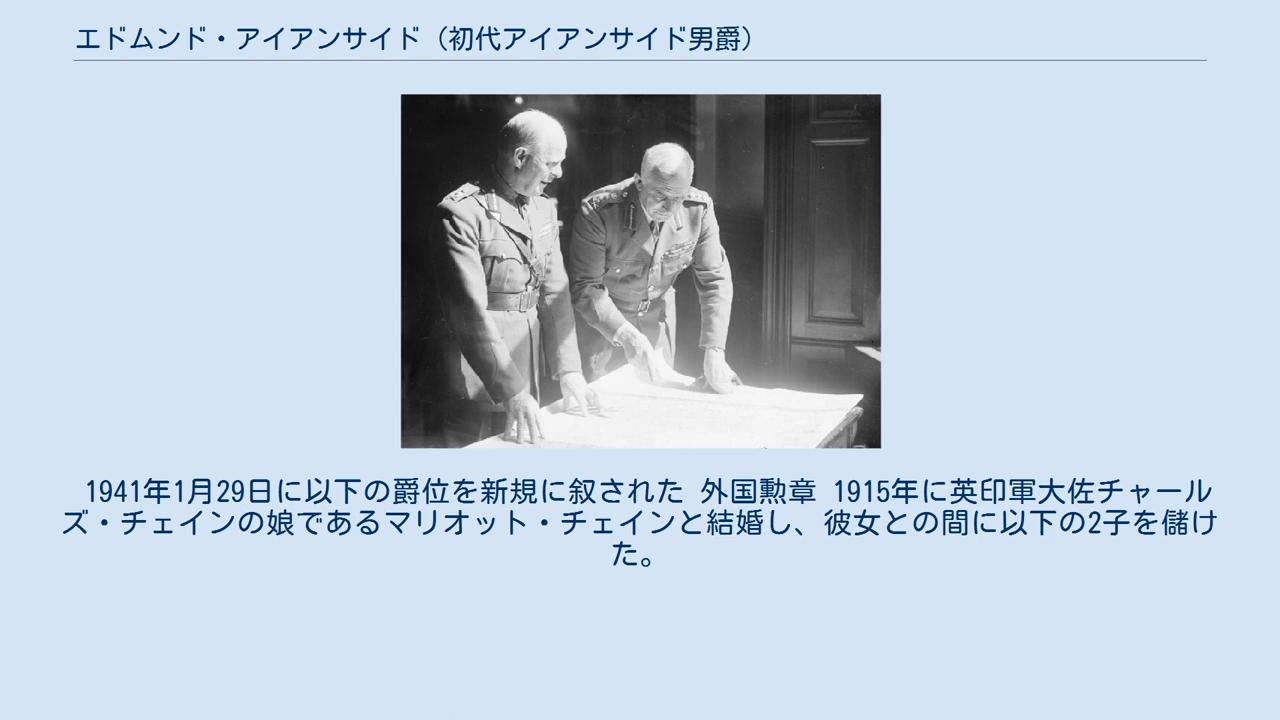 エドムンド・アイアンサイド（初代アイアンサイド男爵）
1941年1月29日に以下の爵位を新規に叙された 外国勲章 1915年に英印軍大佐チャール
ズ・チェインの娘であるマリオット・チェインと結婚し、彼女との間に以下の2子を儲け
た。